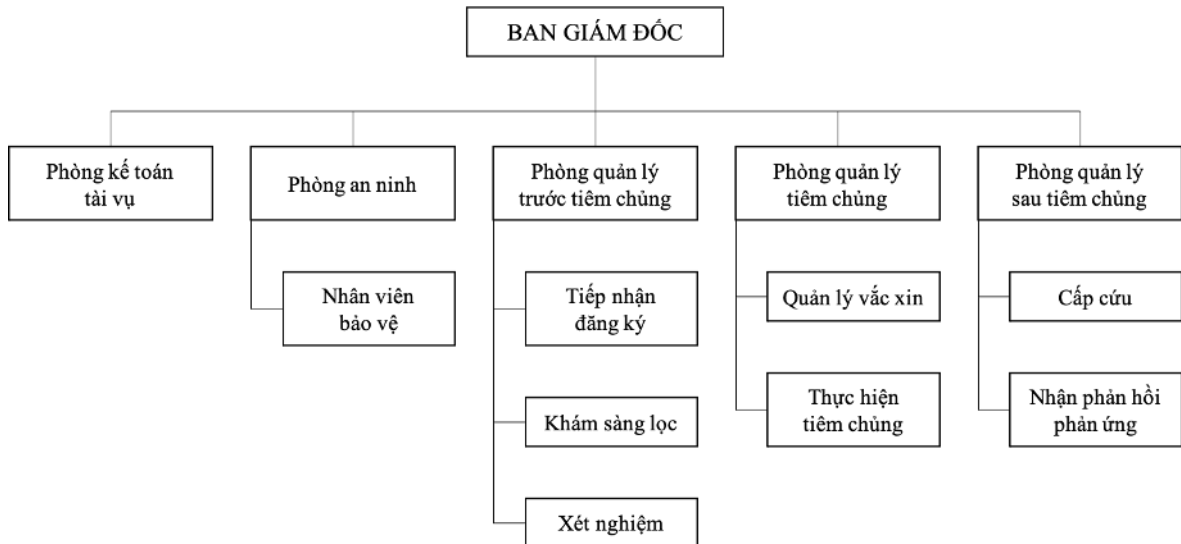 BAN GIÁM ĐỐC
Phòng kế toán
tài vụ
Phòng an ninh
Phòng quản lý
trước tiêm chủng
Phòng quản lý
tiêm chủng
Phòng quản lý
sau tiêm chủng
Nhân viên
bảo vệ
Tiếp nhận
đăng ký
Quản lý vắc xin
Cấp cứu
Khám sàng lọc
Thực hiện
tiêm chủng
Nhận phản hồi
phản ứng
Xét nghiệm